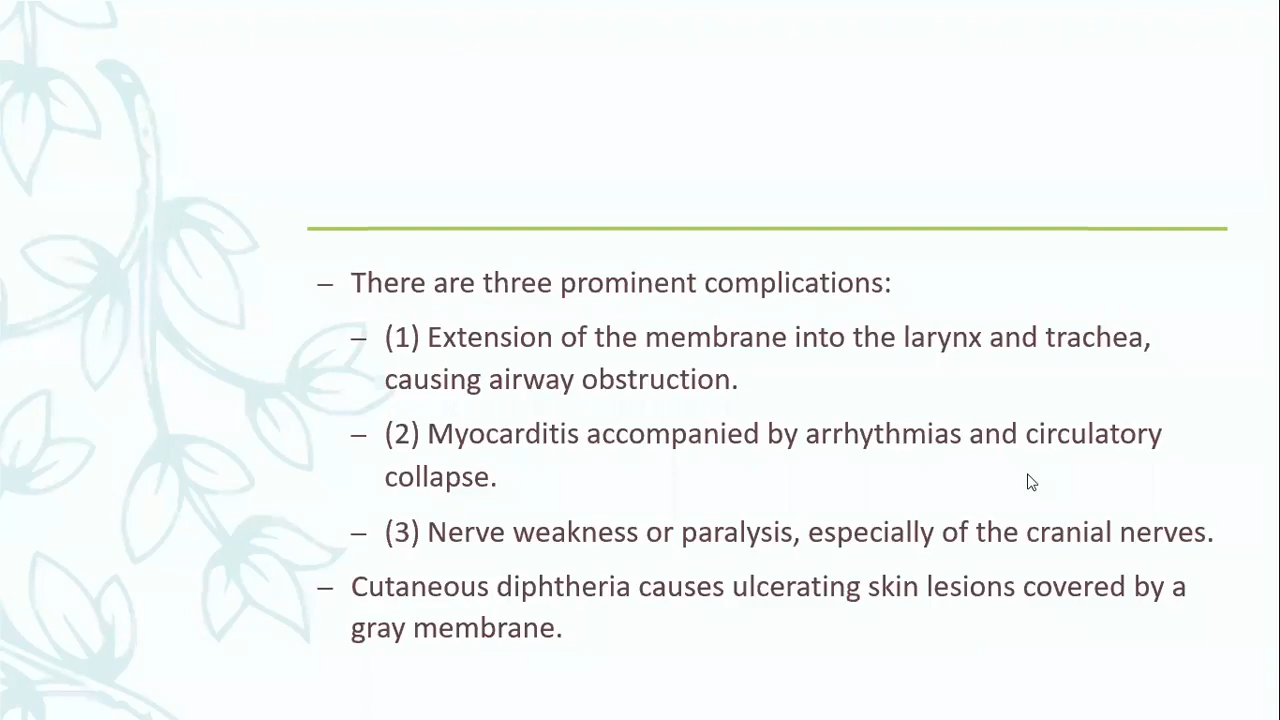 – There are three prominent complications:
– (1) Extension of the membrane into the larynx and trachea,
causing airway obstruction.
– (2) Myocarditis accompanied by arrhythmias and circulatory
collapse.
– (3) Nerve weakness or paralysis, especially of the cranial nerves.
– Cutaneous diphtheria causes ulcerating skin lesions covered by a
gray membrane.